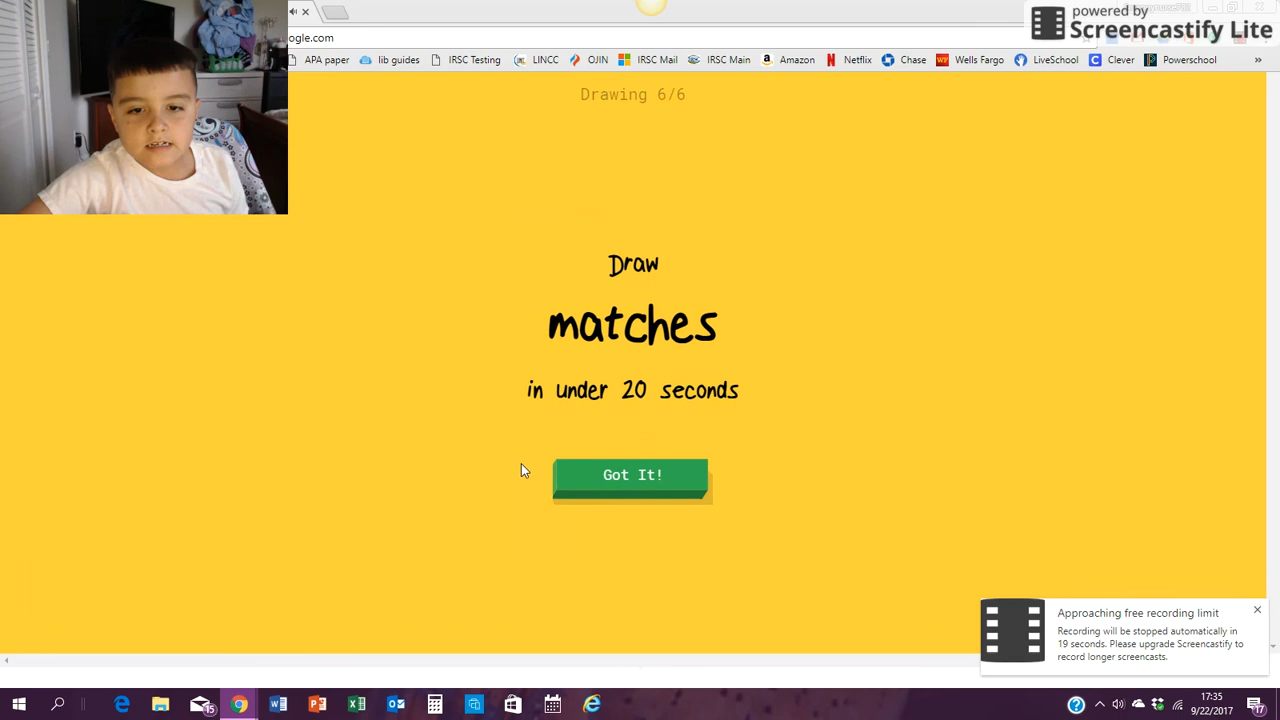 powered by
Screencastify Lite
ogle.com
APA paper lib guides IRSC Testing LINCC OJIN IRSC Main IRSC Main Amazon Netflix Chase Wells Fargo LiveSchool Clever Powerschool »
Drawing 6/6
Draw
matches
in under 20 seconds
Got It!
Approaching free recording limit
Recording will be stopped automatically in
19 seconds. Please upgrade Screencastify to
record longer screencasts.
15
17:35
9/22/2017
17